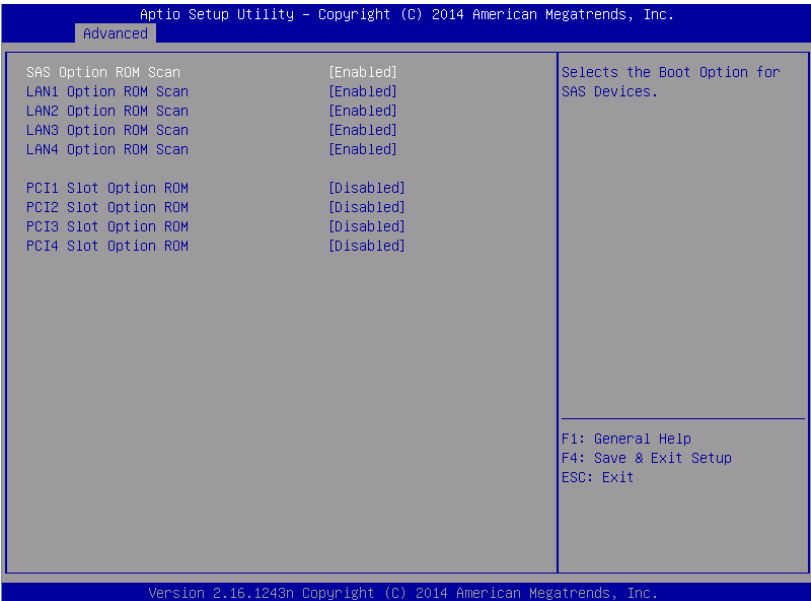 Aptio Setup Utility – Copyright (C) 2014 American Megatrends, Inc.
Advanced
SAS Option ROM Scan [Enabled]
LAN1 Option ROM Scan [Enabled]
LAN2 Option ROM Scan [Enabled]
LAN3 Option ROM Scan [Enabled]
LAN4 Option ROM Scan [Enabled]
PCI1 Slot Option ROM [Disabled]
PCI2 Slot Option ROM [Disabled]
PCI3 Slot Option ROM [Disabled]
PCI4 Slot Option ROM [Disabled]
Selects the Boot Option for
SAS Devices.
F1: General Help
F4: Save & Exit Setup
ESC: Exit
Version 2.16.1243n Copyright (C) 2014 American Megatrends, Inc.